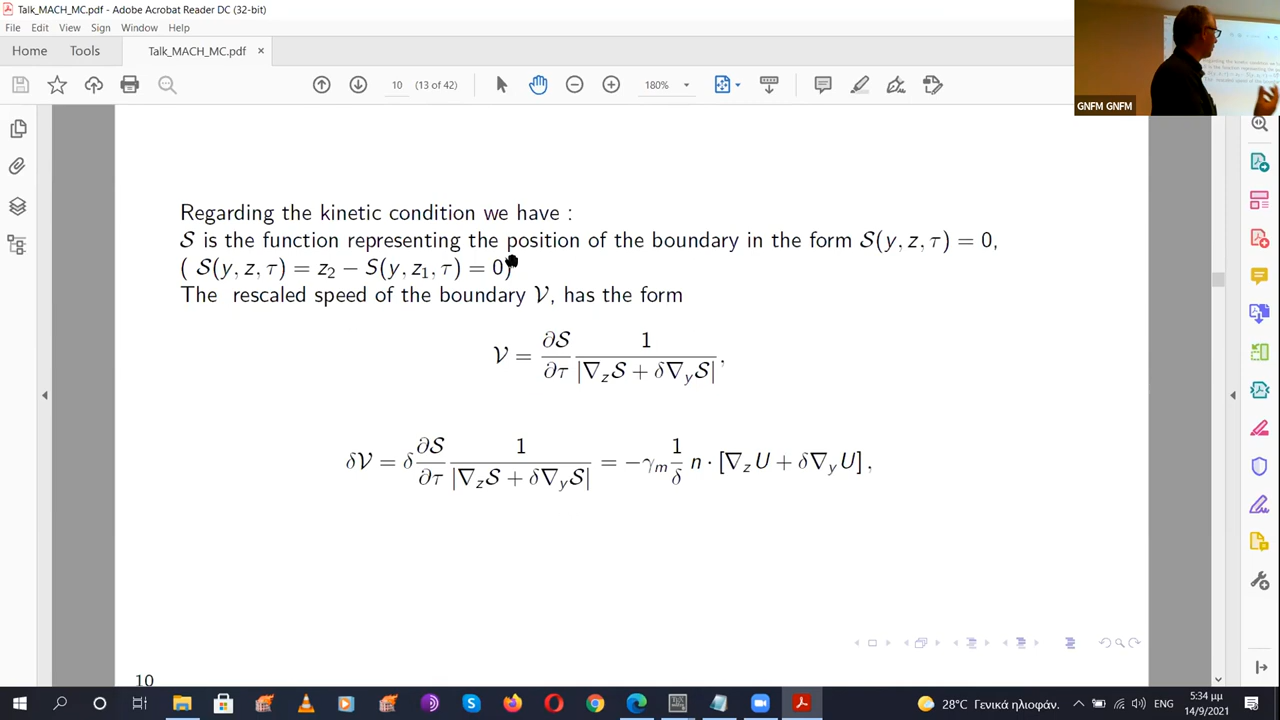 Talk_MACH_MC.pdf - Adobe Acrobat Reader DC (32-bit)
File Edit View Sign Window Help
Home Tools Talk_MACH_MC.pdf ×
10 (13 of 42) 180%
GNFM GNFM
Regarding the kinetic condition we have :
𝒮 is the function representing the position of the boundary in the form 𝒮(y, z, τ) = 0,
( 𝒮(y, z, τ) = z₂ − S(y, z₁, τ) = 0)
The rescaled speed of the boundary 𝒱, has the form
𝒱 = ∂𝒮/∂τ 1/|∇_z𝒮 + δ∇_y𝒮|,
δ𝒱 = δ ∂𝒮/∂τ 1/|∇_z𝒮 + δ∇_y𝒮| = −γ_m 1/δ n · [∇_zU + δ∇_yU] ,
10
28°C Γενικά ηλιοφάν. ENG 5:34 μμ
14/9/2021